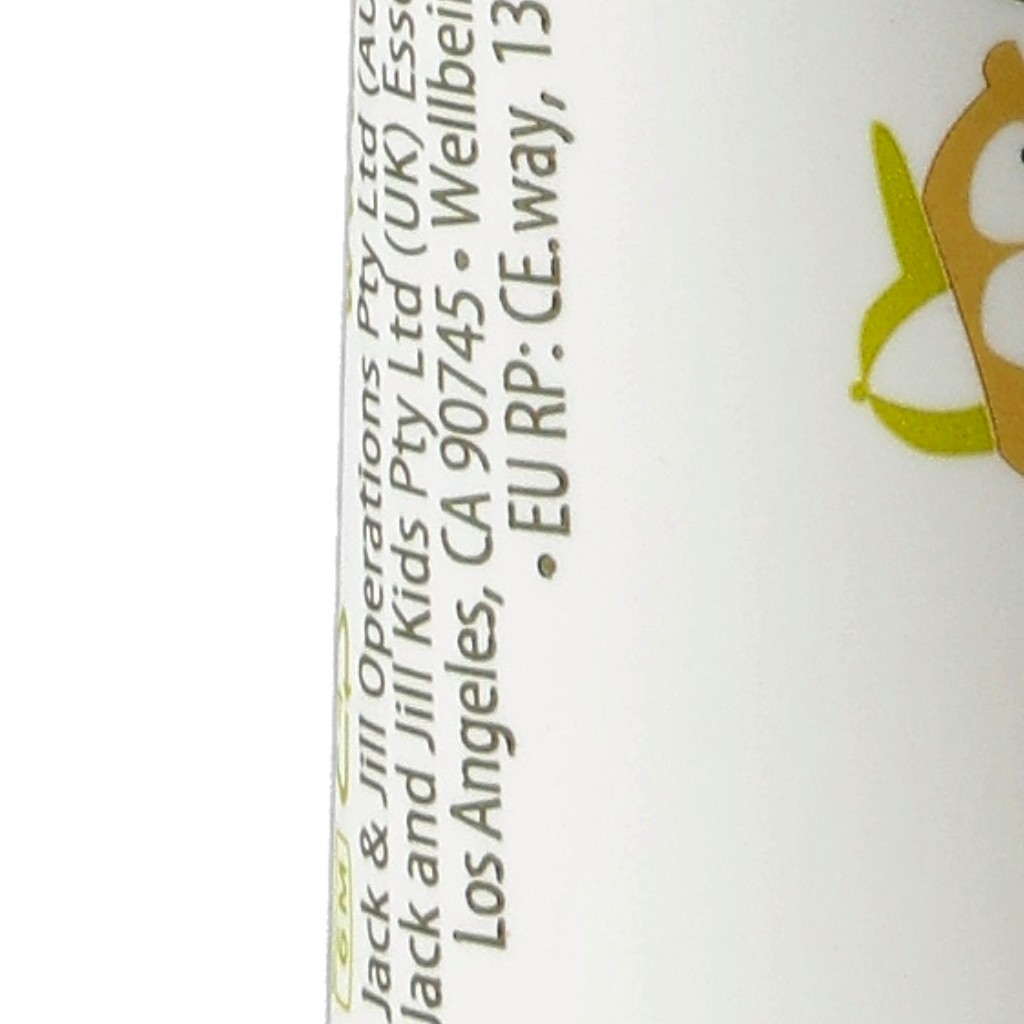 6M
Jack & Jill Operations Pty Ltd
Jack and Jill Kids Pty Ltd (UK)
Los Angeles, CA 90745 •
• EU RP: CE.way, 13